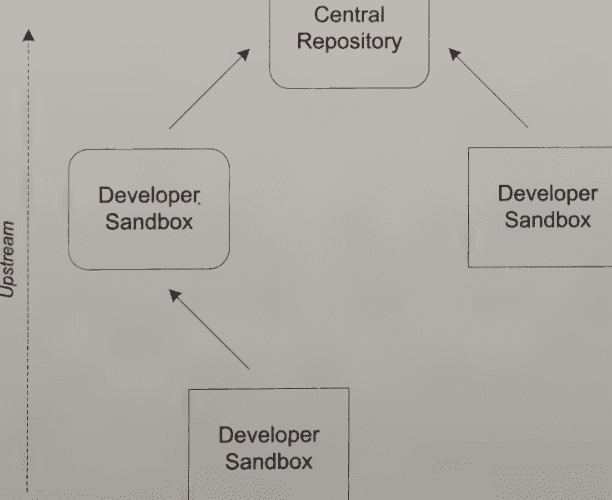 Central
Repository
Developer
Sandbox
Developer
Sandbox
Upstream
Developer
Sandbox